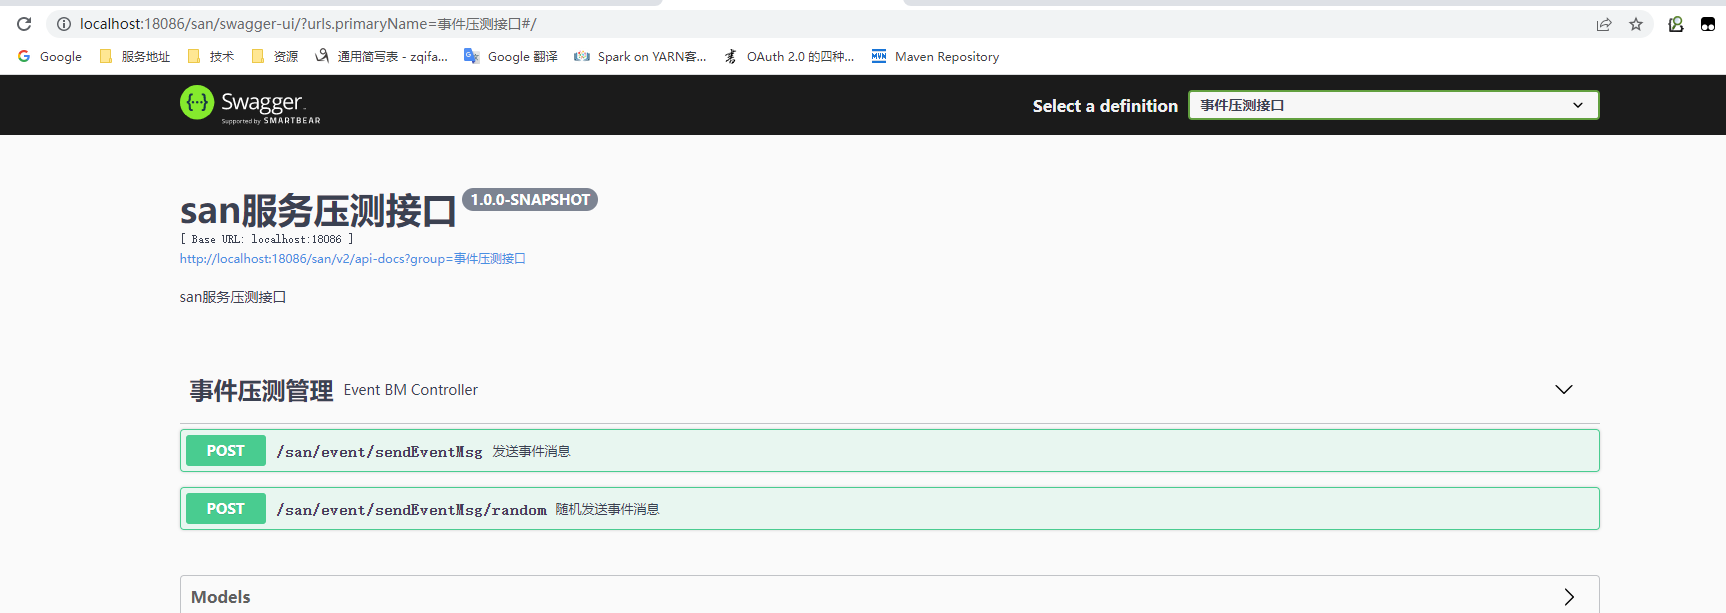 localhost:18086/san/swagger-ui/?urls.primaryName=事件压测接口#/
Google 服务地址 技术 资源 通用简写表 - zqifa... Google 翻译 Spark on YARN客... OAuth 2.0 的四种... Maven Repository
Swagger.
Supported by SMARTBEAR
Select a definition 事件压测接口
san服务压测接口 1.0.0-SNAPSHOT
[ Base URL: localhost:18086 ]
http://localhost:18086/san/v2/api-docs?group=事件压测接口
san服务压测接口
事件压测管理 Event BM Controller
POST /san/event/sendEventMsg 发送事件消息
POST /san/event/sendEventMsg/random 随机发送事件消息
Models